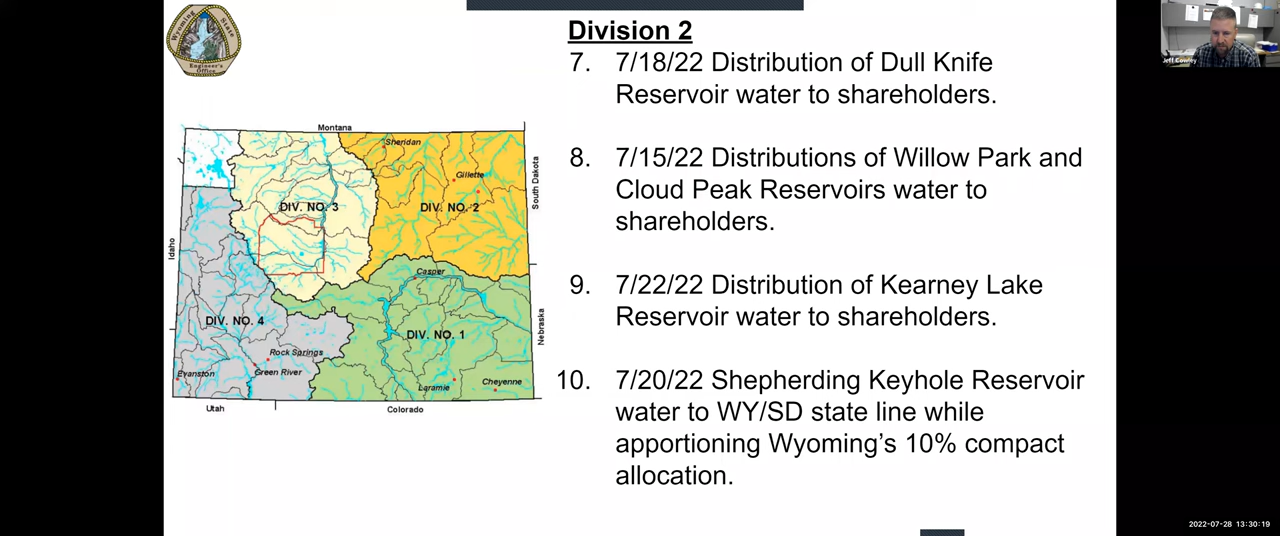 Wyoming State
Engineer's
Office
Division 2
7. 7/18/22 Distribution of Dull Knife
Reservoir water to shareholders.
8. 7/15/22 Distributions of Willow Park and
Cloud Peak Reservoirs water to
shareholders.
9. 7/22/22 Distribution of Kearney Lake
Reservoir water to shareholders.
10. 7/20/22 Shepherding Keyhole Reservoir
water to WY/SD state line while
apportioning Wyoming's 10% compact
allocation.
Montana
Sheridan
Gillette
South Dakota
DIV. NO. 3
DIV. NO. 2
Idaho
Casper
DIV. NO. 4
DIV. NO. 1
Nebraska
Rock Springs
Evanston
Green River
Laramie
Cheyenne
Utah
Colorado
Jeff Cowley
2022-07-28 13:30:19